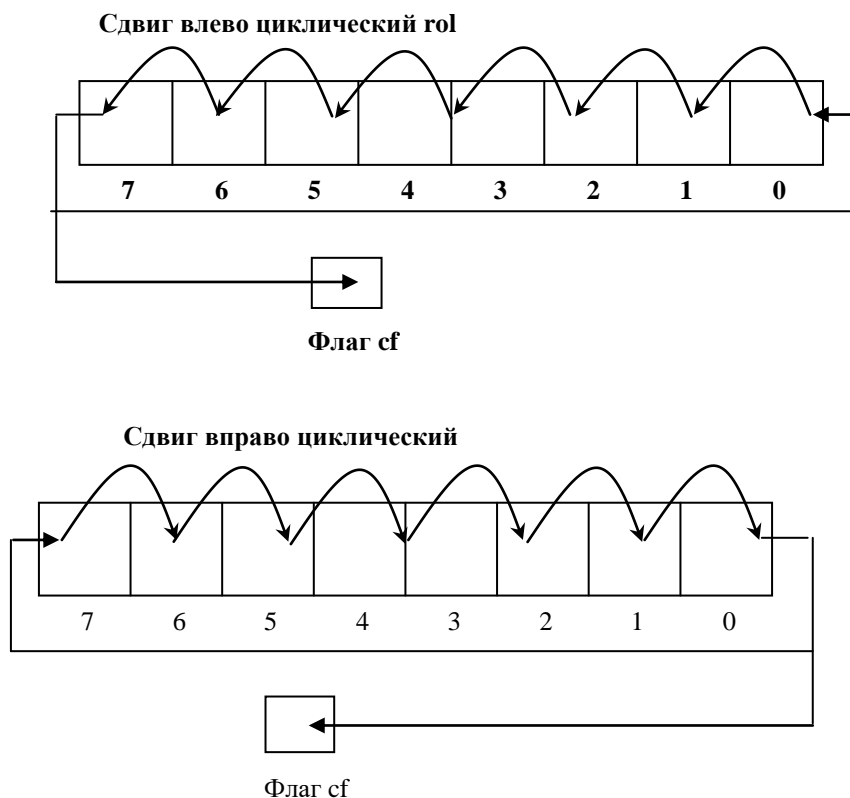 Сдвиг влево циклический rol
7 6 5 4 3 2 1 0
Флаг cf
Сдвиг вправо циклический
7 6 5 4 3 2 1 0
Флаг cf